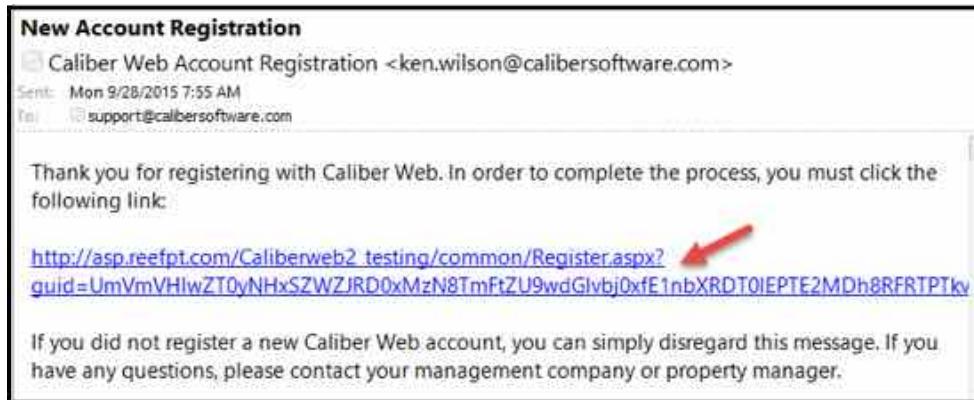 New Account Registration
Caliber Web Account Registration <ken.wilson@calibersoftware.com>
Sent: Mon 9/28/2015 7:55 AM
To: support@calibersoftware.com
Thank you for registering with Caliber Web. In order to complete the process, you must click the
following link:
http://asp.reefpt.com/Caliberweb2_testing/common/Register.aspx?
guid=UmVmVHlwZT0yNHxSZWZJRD0xMzN8TmFtZU9wdGlvbj0xfE1nbXRDT0lEPTE2MDh8RFRTPTkv
If you did not register a new Caliber Web account, you can simply disregard this message. If you
have any questions, please contact your management company or property manager.